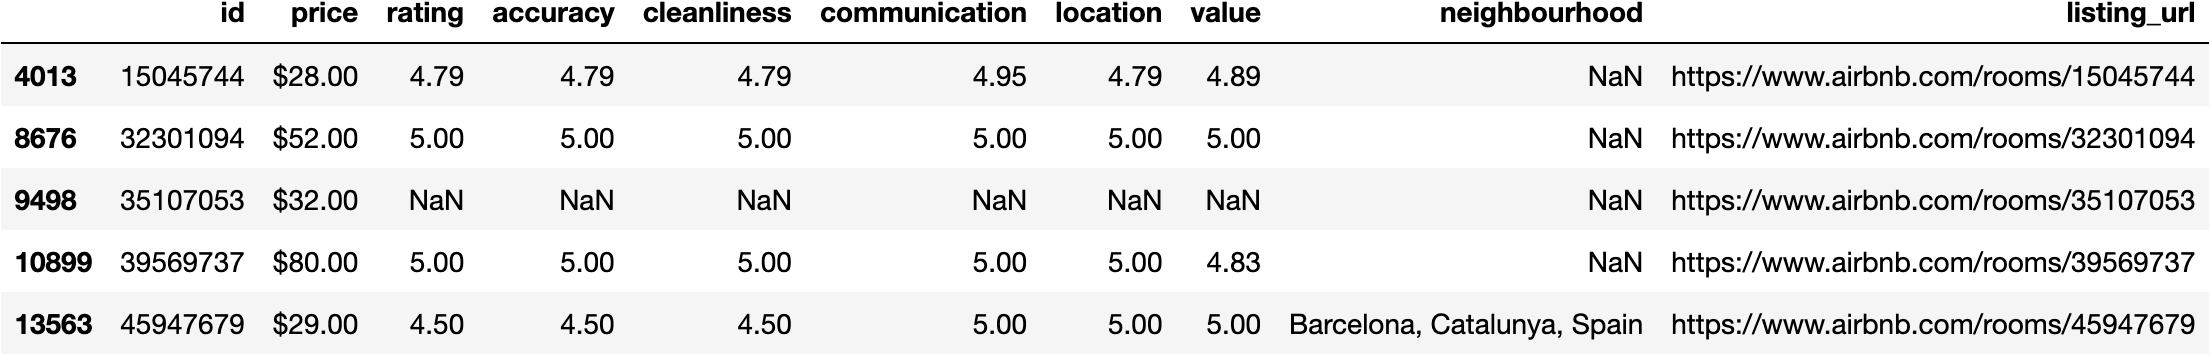 id price rating accuracy cleanliness communication location value neighbourhood listing_url
4013 15045744 $28.00 4.79 4.79 4.79 4.95 4.79 4.89 NaN https://www.airbnb.com/rooms/15045744
8676 32301094 $52.00 5.00 5.00 5.00 5.00 5.00 5.00 NaN https://www.airbnb.com/rooms/32301094
9498 35107053 $32.00 NaN NaN NaN NaN NaN NaN NaN https://www.airbnb.com/rooms/35107053
10899 39569737 $80.00 5.00 5.00 5.00 5.00 5.00 4.83 NaN https://www.airbnb.com/rooms/39569737
13563 45947679 $29.00 4.50 4.50 4.50 5.00 5.00 5.00 Barcelona, Catalunya, Spain https://www.airbnb.com/rooms/45947679